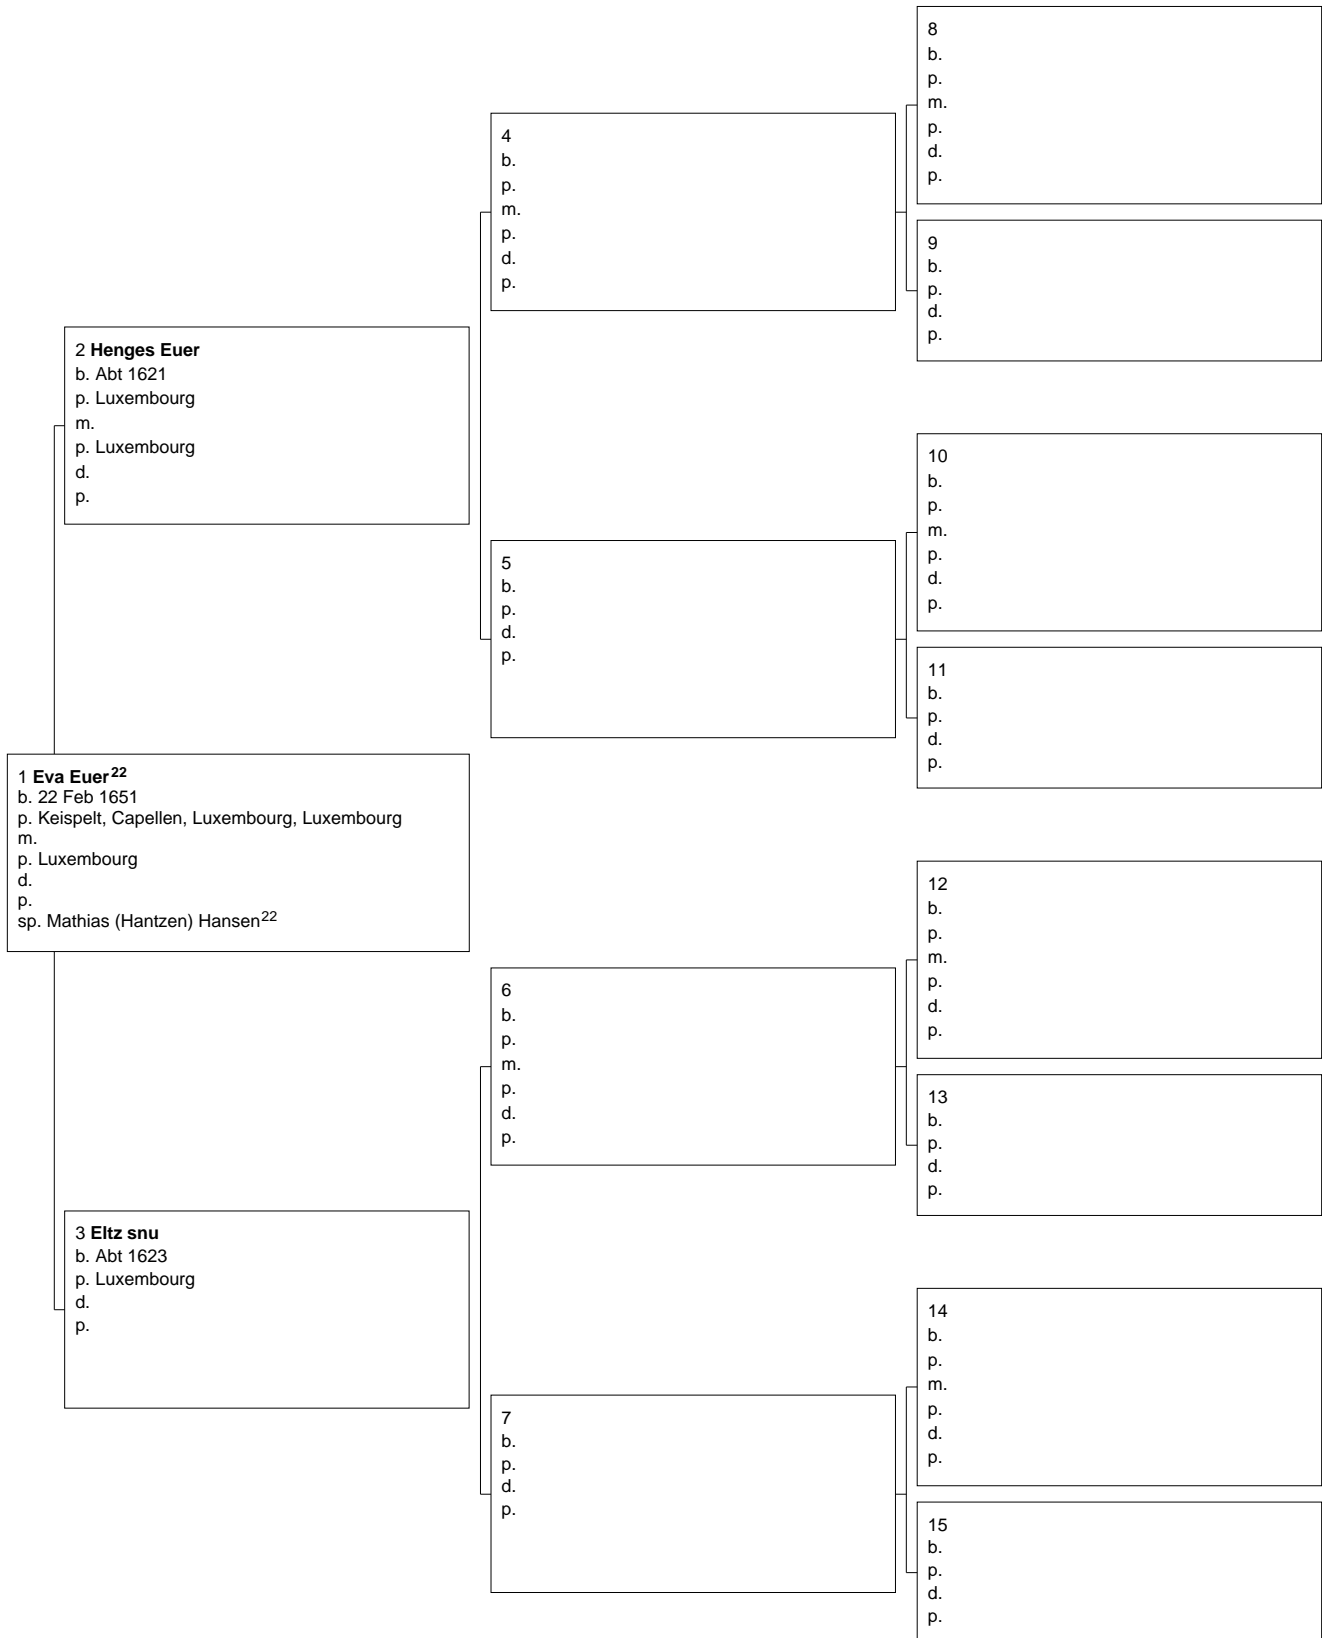 8
b.
p.
m.
p.
d.
p.
4
b.
p.
m.
p.
d.
p.
9
b.
p.
d.
p.
2 Henges Euer
b. Abt 1621
p. Luxembourg
m.
p. Luxembourg
d.
p.
10
b.
p.
m.
p.
d.
p.
5
b.
p.
d.
p.
11
b.
p.
d.
p.
1 Eva Euer22
b. 22 Feb 1651
p. Keispelt, Capellen, Luxembourg, Luxembourg
m.
p. Luxembourg
d.
p.
sp. Mathias (Hantzen) Hansen22
12
b.
p.
m.
p.
d.
p.
6
b.
p.
m.
p.
d.
p.
13
b.
p.
d.
p.
3 Eltz snu
b. Abt 1623
p. Luxembourg
d.
p.
14
b.
p.
m.
p.
d.
p.
7
b.
p.
d.
p.
15
b.
p.
d.
p.